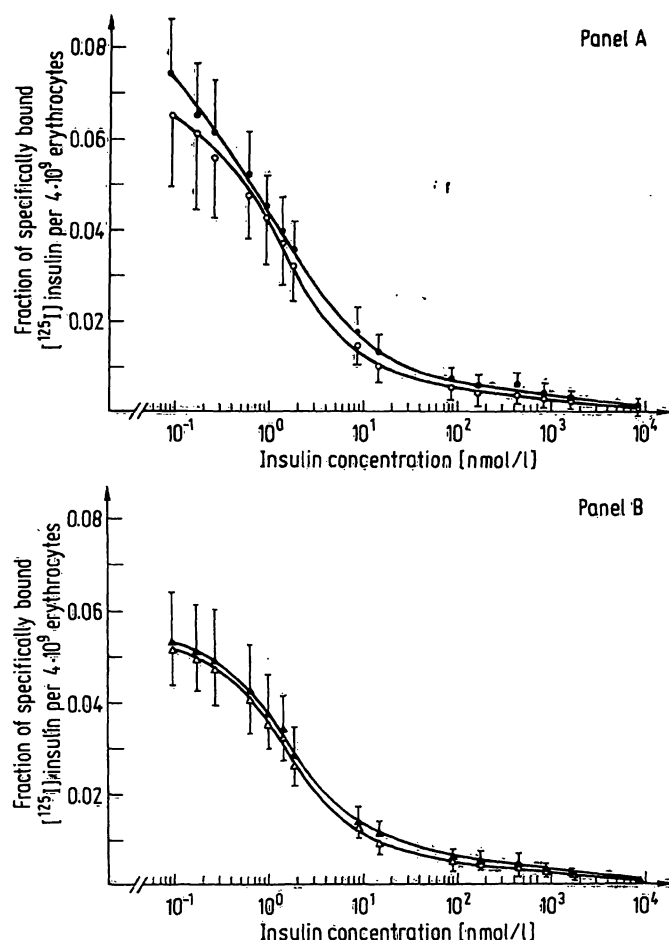 Panel A
Fraction of specifically bound
[¹²⁵I] insulin per 4·10⁹ erythrocytes
0.08
0.06
0.04
0.02
10⁻¹ 10⁰ 10¹ 10² 10³ 10⁴
Insulin concentration [nmol/l]
Panel B
Fraction of specifically bound
[¹²⁵I] insulin per 4·10⁹ erythrocytes
0.08
0.06
0.04
0.02
10⁻¹ 10⁰ 10¹ 10² 10³ 10⁴
Insulin concentration [nmol/l]